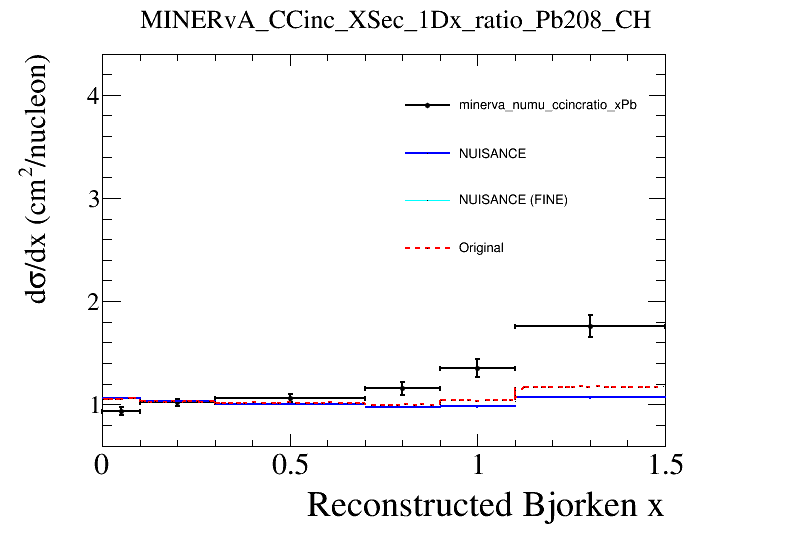 MINERvA_CCinc_XSec_1Dx_ratio_Pb208_CH
dσ/dx (cm²/nucleon)
4
3
2
1
minerva_numu_ccincratio_xPb
NUISANCE
NUISANCE (FINE)
Original
0 0.5 1 1.5
Reconstructed Bjorken x